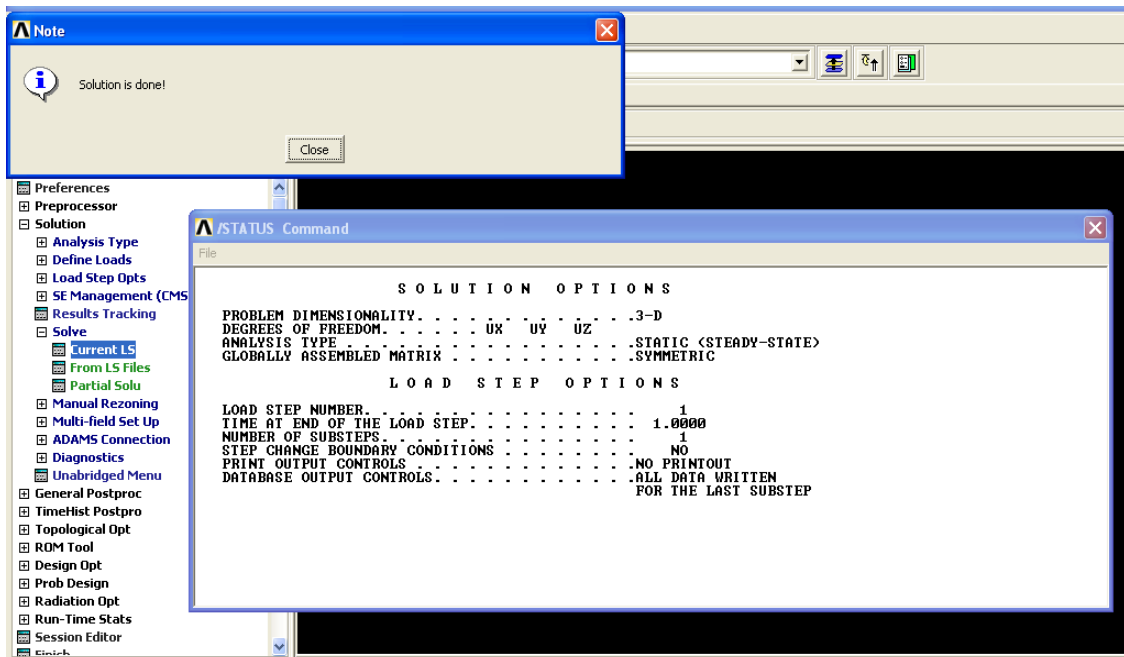 Note
Solution is done!
Close
Preferences
Preprocessor
Solution
Analysis Type
Define Loads
Load Step Opts
SE Management (CMS
Results Tracking
Solve
Current LS
From LS Files
Partial Solu
Manual Rezoning
Multi-field Set Up
ADAMS Connection
Diagnostics
Unabridged Menu
General Postproc
TimeHist Postpro
Topological Opt
ROM Tool
Design Opt
Prob Design
Radiation Opt
Run-Time Stats
Session Editor
Finish
/STATUS Command
File
S O L U T I O N   O P T I O N S
PROBLEM DIMENSIONALITY. . . . . . . . . . . . .3-D
DEGREES OF FREEDOM. . . . . . UX   UY   UZ
ANALYSIS TYPE . . . . . . . . . . . . . . . . .STATIC (STEADY-STATE)
GLOBALLY ASSEMBLED MATRIX . . . . . . . . . . .SYMMETRIC
L O A D   S T E P   O P T I O N S
LOAD STEP NUMBER. . . . . . . . . . . . . . . .     1
TIME AT END OF THE LOAD STEP. . . . . . . . . .  1.0000
NUMBER OF SUBSTEPS. . . . . . . . . . . . . . .     1
STEP CHANGE BOUNDARY CONDITIONS . . . . . . . .    NO
PRINT OUTPUT CONTROLS . . . . . . . . . . . . .NO PRINTOUT
DATABASE OUTPUT CONTROLS. . . . . . . . . . . .ALL DATA WRITTEN
FOR THE LAST SUBSTEP